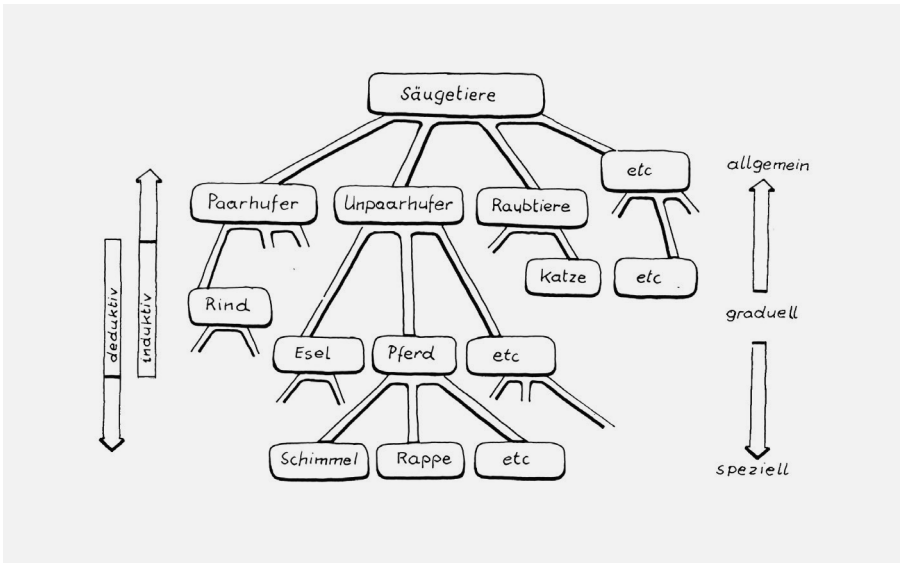 Säugetiere
etc
allgemein
Paarhufer
Unpaarhufer
Raubtiere
Katze
etc
deduktiv
induktiv
Rind
graduell
Esel
Pferd
etc
Schimmel
Rappe
etc
speziell